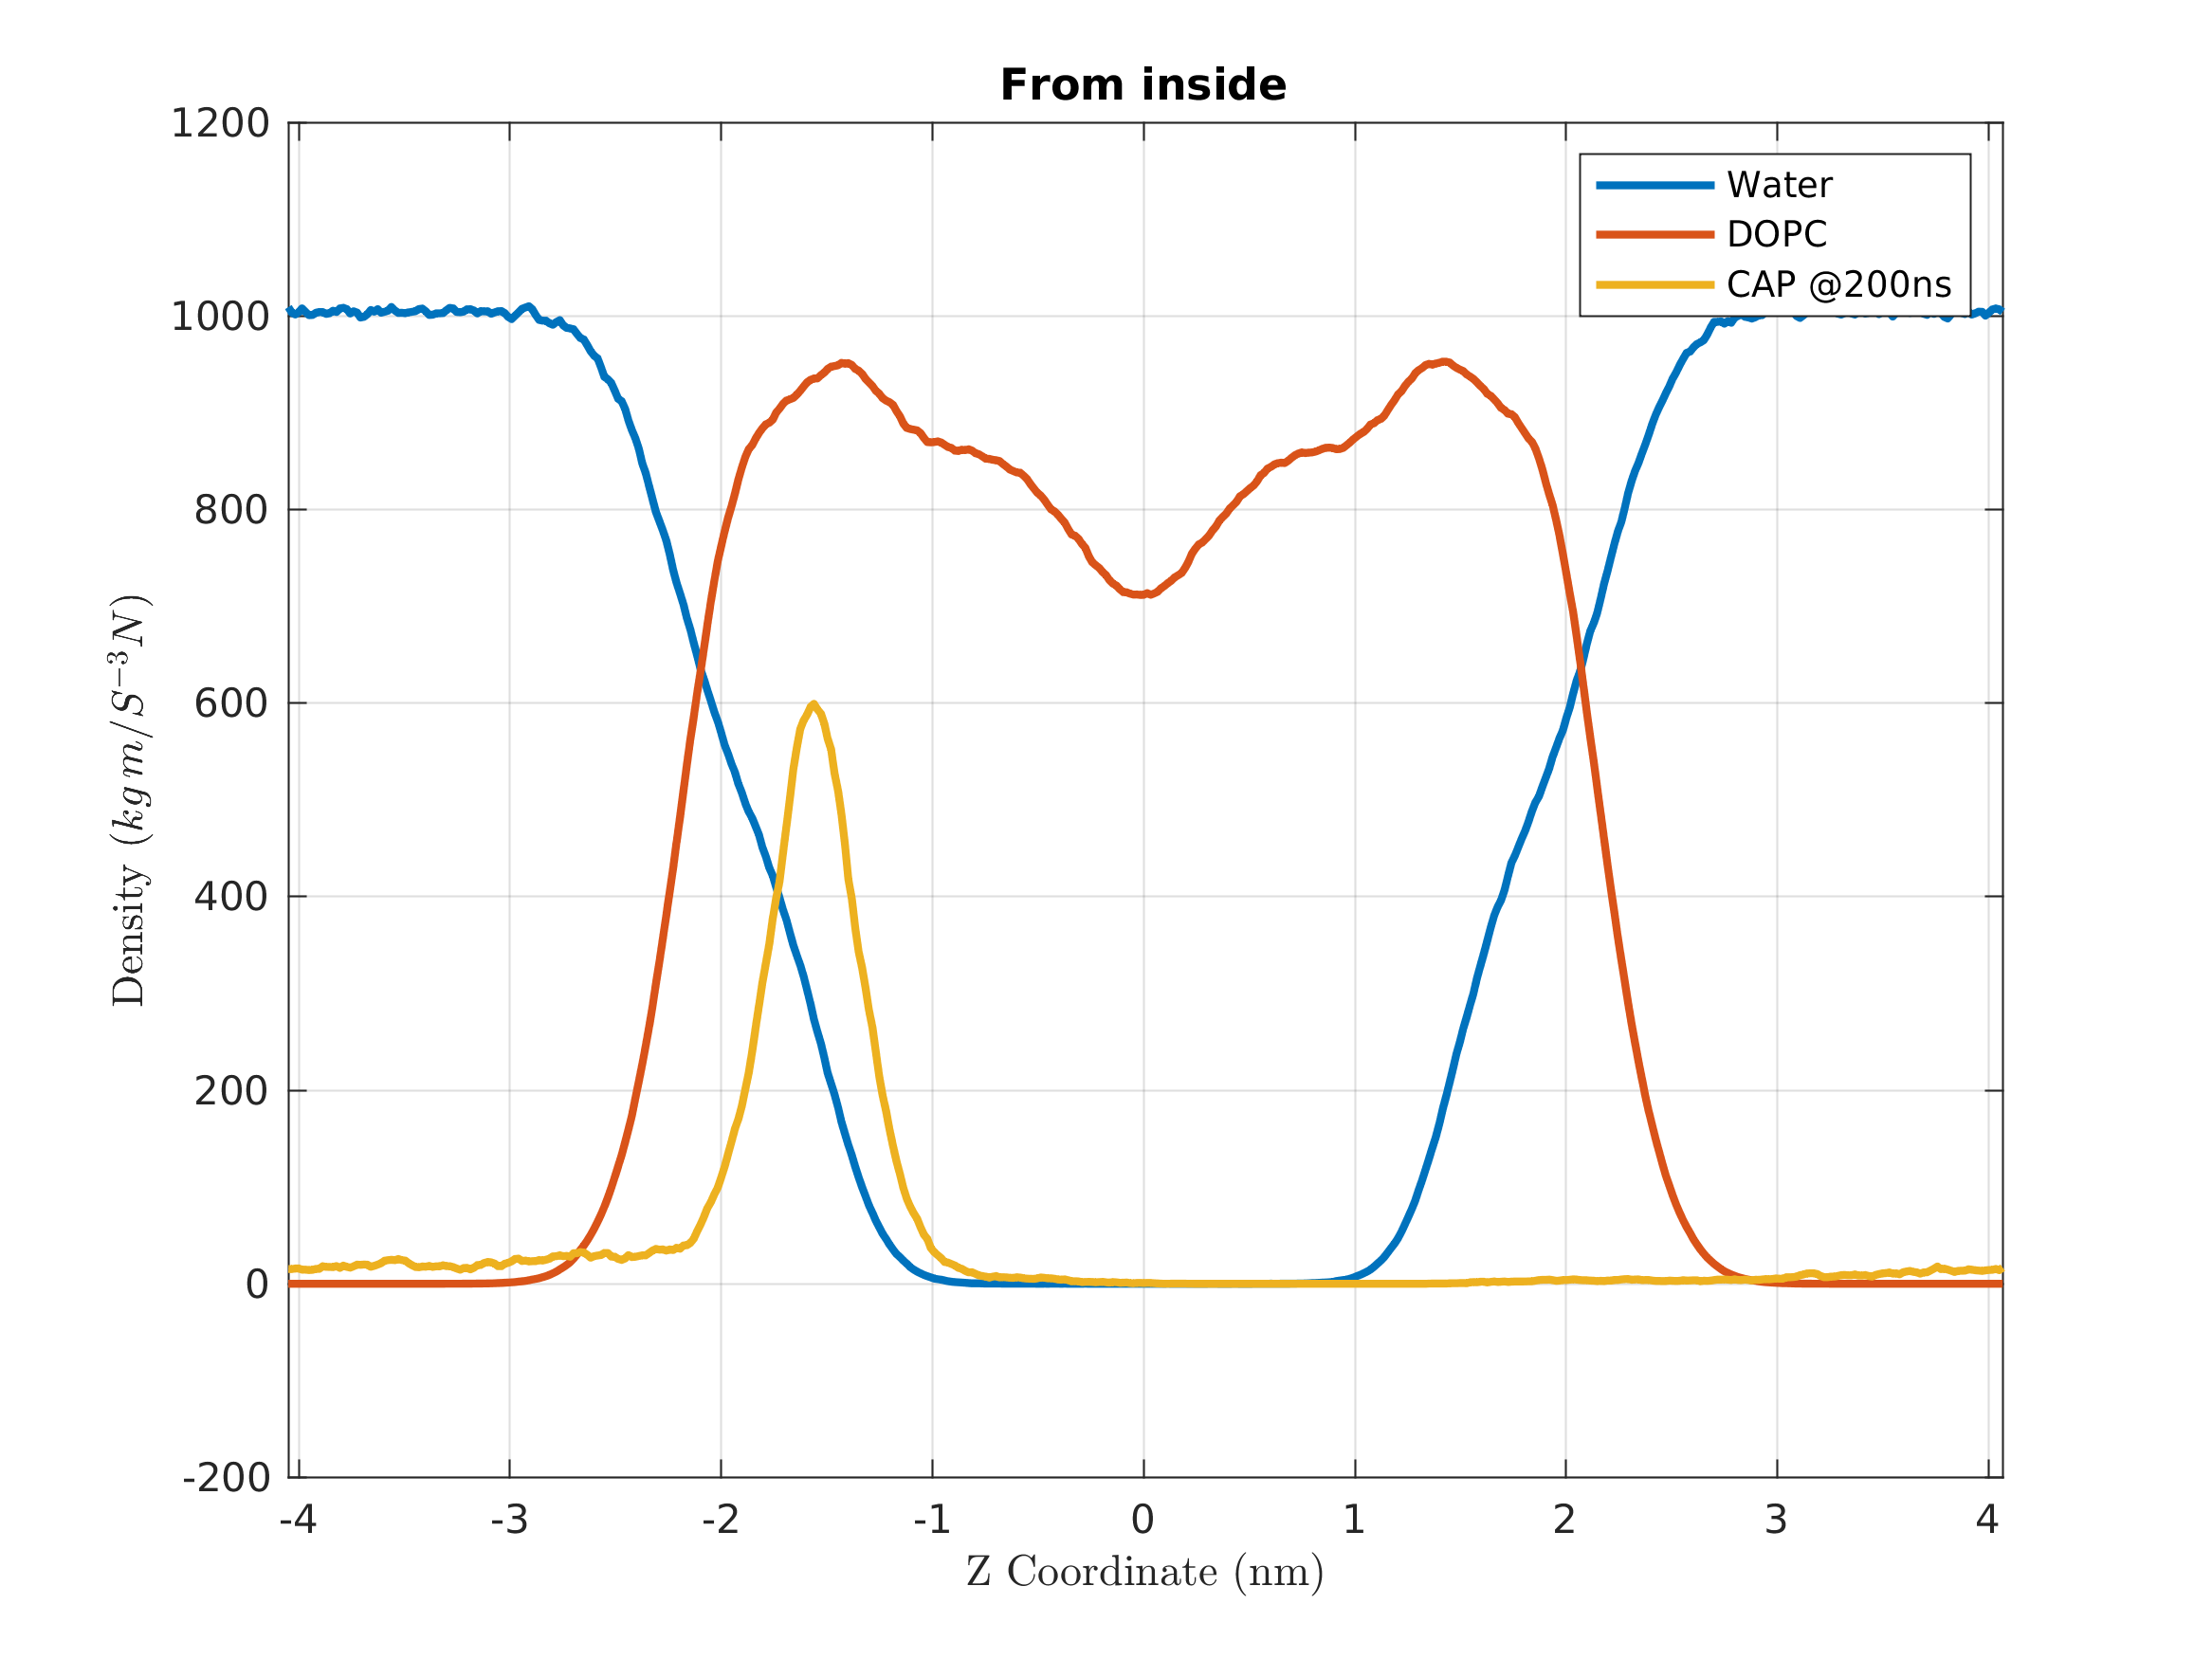 From inside
1200
1000
800
600
400
200
0
-200
Density (kgm/S−3N)
Water
DOPC
CAP @200ns
-4 -3 -2 -1 0 1 2 3 4
Z Coordinate (nm)